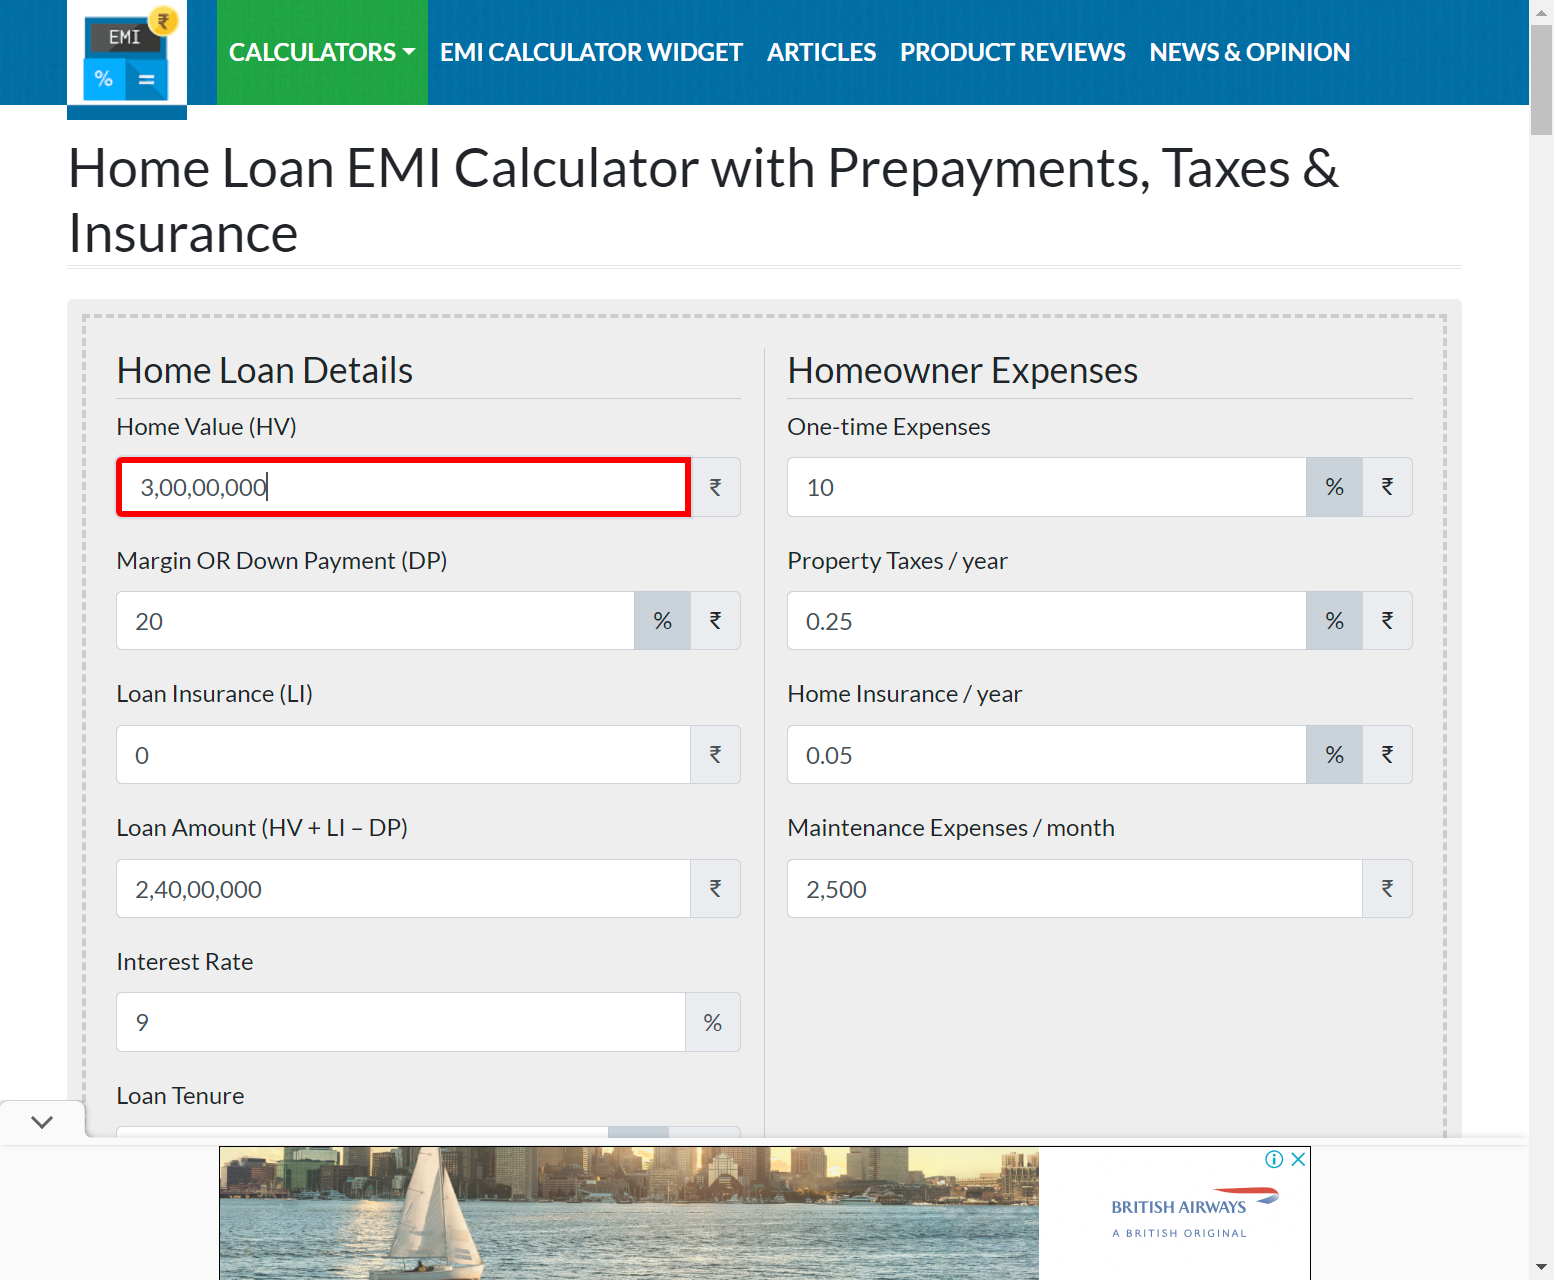 EMI
₹
%
=
CALCULATORS
EMI CALCULATOR WIDGET
ARTICLES
PRODUCT REVIEWS
NEWS & OPINION
Home Loan EMI Calculator with Prepayments, Taxes &
Insurance
Home Loan Details
Home Value (HV)
3,00,00,000 ₹
Margin OR Down Payment (DP)
20 % ₹
Loan Insurance (LI)
0 ₹
Loan Amount (HV + LI – DP)
2,40,00,000 ₹
Interest Rate
9 %
Loan Tenure
Homeowner Expenses
One-time Expenses
10 % ₹
Property Taxes / year
0.25 % ₹
Home Insurance / year
0.05 % ₹
Maintenance Expenses / month
2,500 ₹
BRITISH AIRWAYS
A BRITISH ORIGINAL